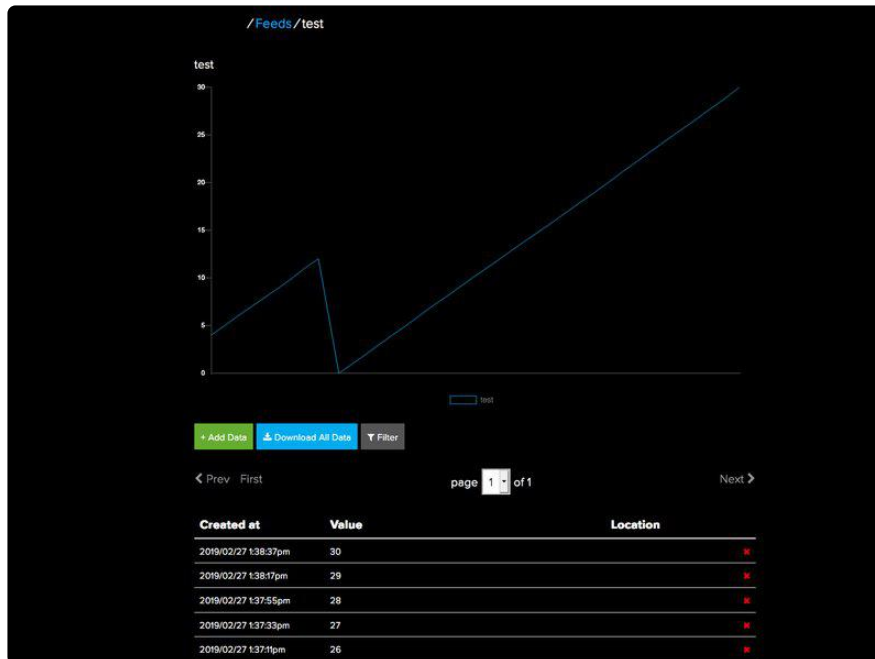 /Feeds/test
test
30
25
20
15
10
5
0
test
+ Add Data Download All Data Filter
Prev First page 1 of 1 Next
Created at Value Location
2019/02/27 1:38:37pm 30
2019/02/27 1:38:17pm 29
2019/02/27 1:37:55pm 28
2019/02/27 1:37:33pm 27
2019/02/27 1:37:11pm 26